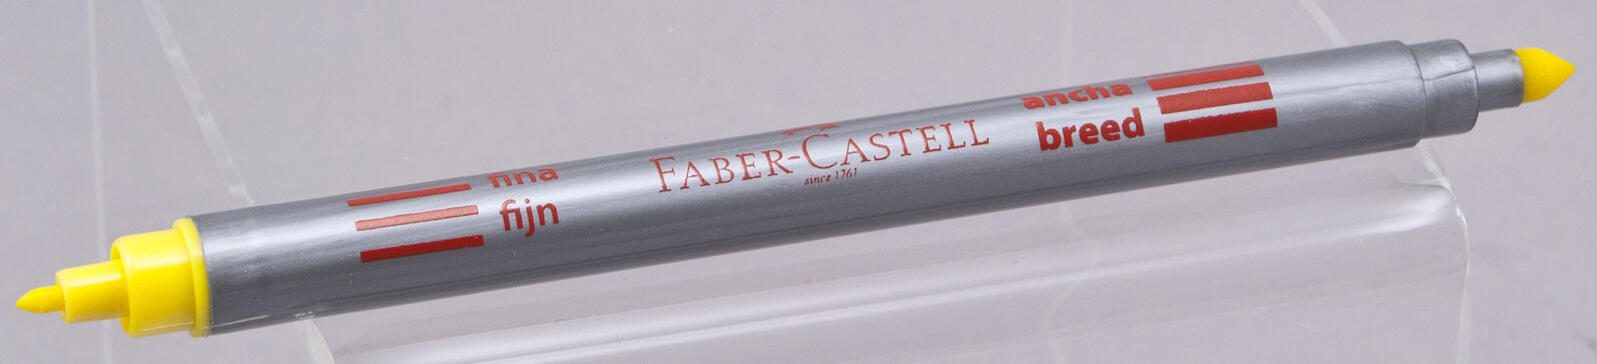 fina
fijn
FABER-CASTELL
since 1761
ancha
breed